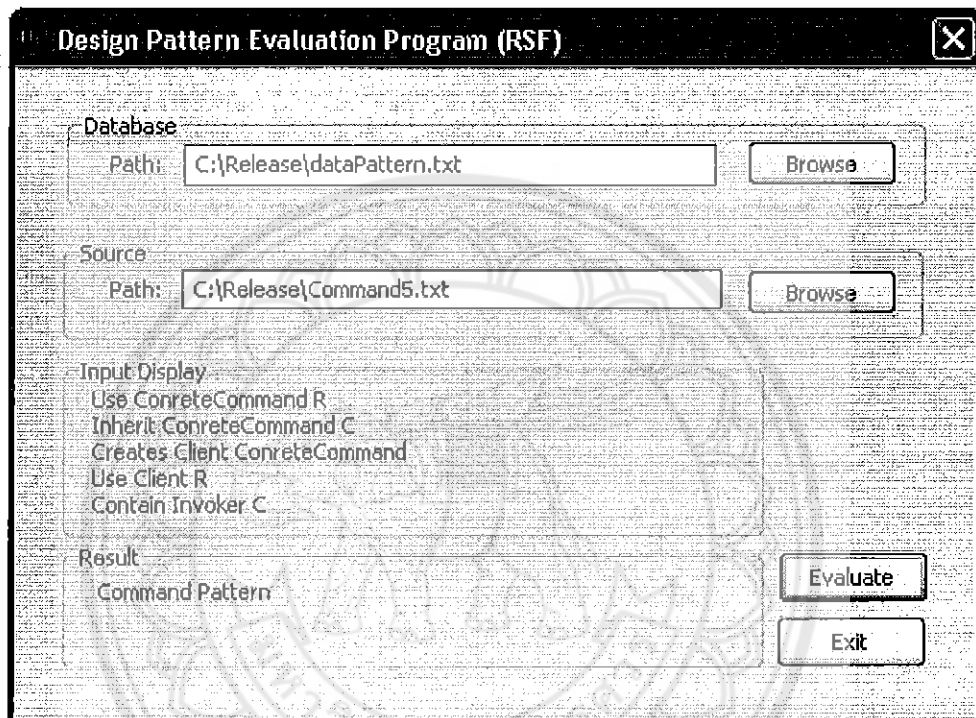 Design Pattern Evaluation Program (RSF)
Database
Path: C:\Release\dataPattern.txt Browse
Source
Path: C:\Release\Command5.txt Browse
Input Display
Use ConreteCommand R
Inherit ConreteCommand C
Creates Client ConreteCommand
Use Client R
Contain Invoker C
Result
Command Pattern
Evaluate
Exit